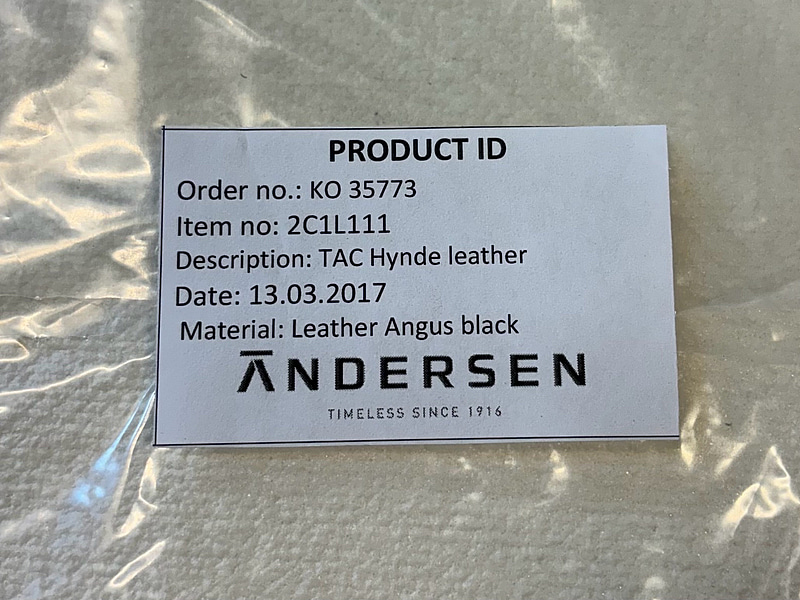 PRODUCT ID
Order no.: KO 35773
Item no: 2C1L111
Description: TAC Hynde leather
Date: 13.03.2017
Material: Leather Angus black
ANDERSEN
TIMELESS SINCE 1916